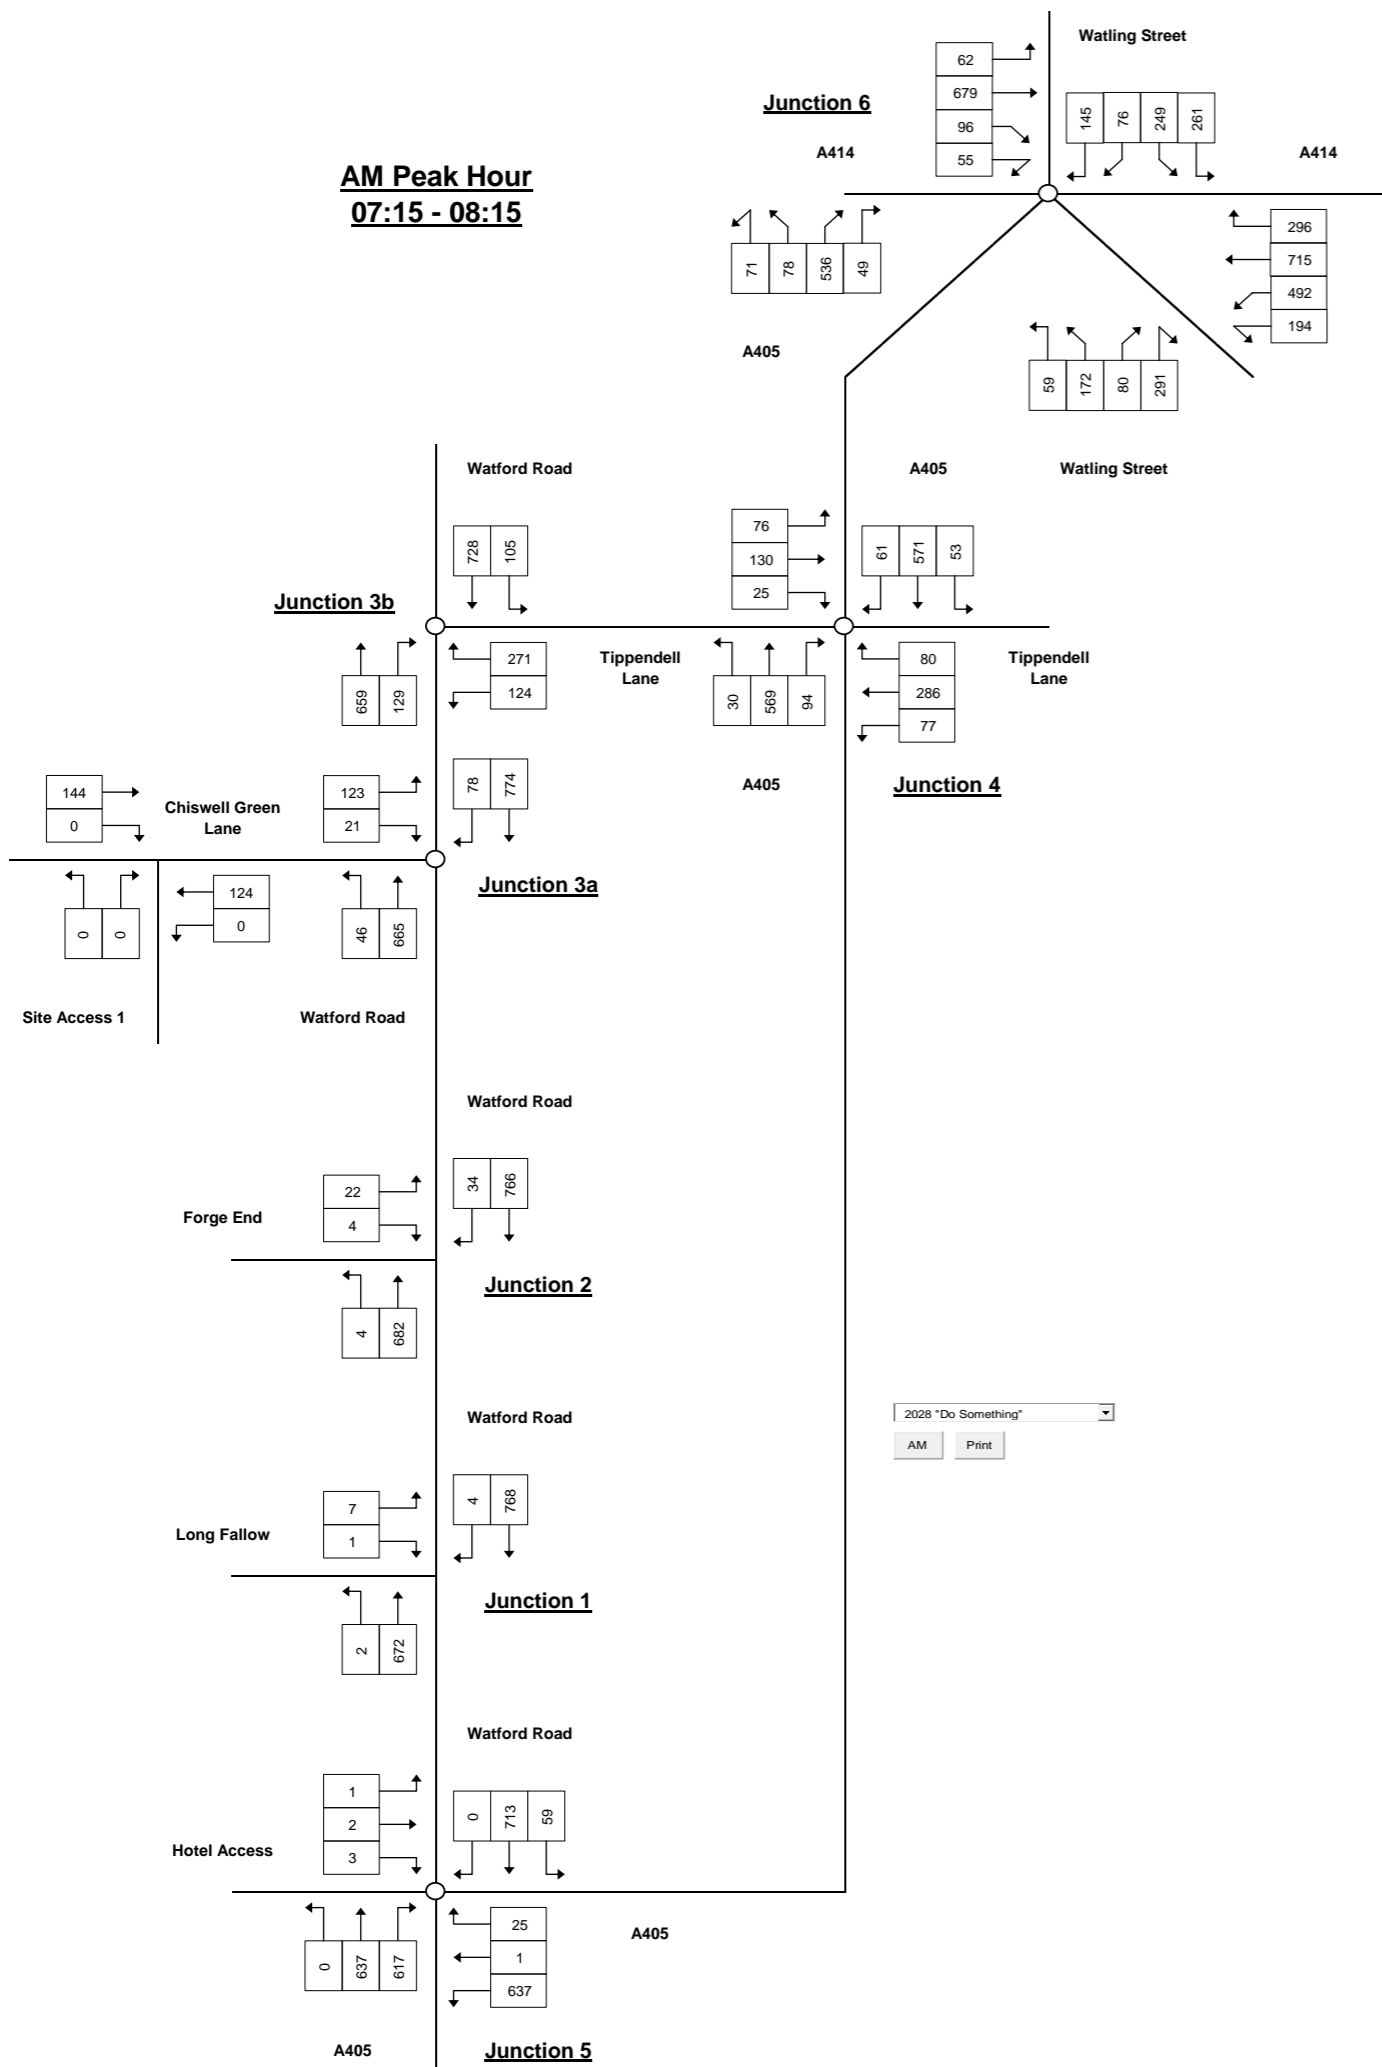 Watling Street
62
679
96
55
Junction 6
145
76
249
261
A414
A414
AM Peak Hour
07:15 - 08:15
71
78
536
49
296
715
492
194
A405
59
172
80
291
Watford Road
A405
Watling Street
728
105
76
130
25
61
571
53
Junction 3b
659
129
271
124
Tippendell
Lane
30
569
94
80
286
77
Tippendell
Lane
A405
Junction 4
144
0
Chiswell Green
Lane
123
21
78
774
Junction 3a
0
0
124
0
46
665
Site Access 1
Watford Road
Watford Road
22
4
34
766
Forge End
Junction 2
4
682
2028 "Do Something"
AM
Print
Watford Road
7
1
4
768
Long Fallow
Junction 1
2
672
Watford Road
1
2
3
0
713
59
Hotel Access
0
637
617
25
1
637
A405
A405
Junction 5